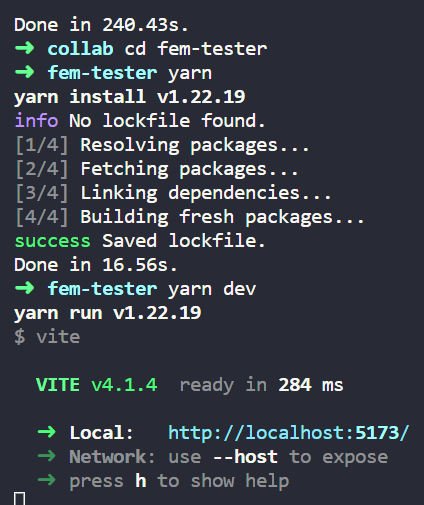 Done in 240.43s.
➜ collab cd fem-tester
➜ fem-tester yarn
yarn install v1.22.19
info No lockfile found.
[1/4] Resolving packages...
[2/4] Fetching packages...
[3/4] Linking dependencies...
[4/4] Building fresh packages...
success Saved lockfile.
Done in 16.56s.
➜ fem-tester yarn dev
yarn run v1.22.19
$ vite
VITE v4.1.4 ready in 284 ms
➜ Local: http://localhost:5173/
➜ Network: use --host to expose
➜ press h to show help